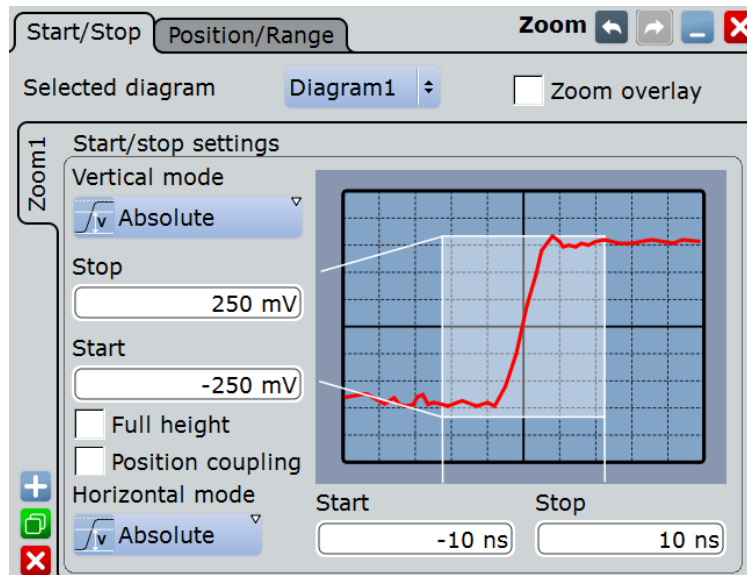 Start/Stop Position/Range Zoom
Selected diagram Diagram1 Zoom overlay
Zoom1
Start/stop settings
Vertical mode
v Absolute
Stop
250 mV
Start
-250 mV
Full height
Position coupling
Horizontal mode
v Absolute
Start Stop
-10 ns 10 ns